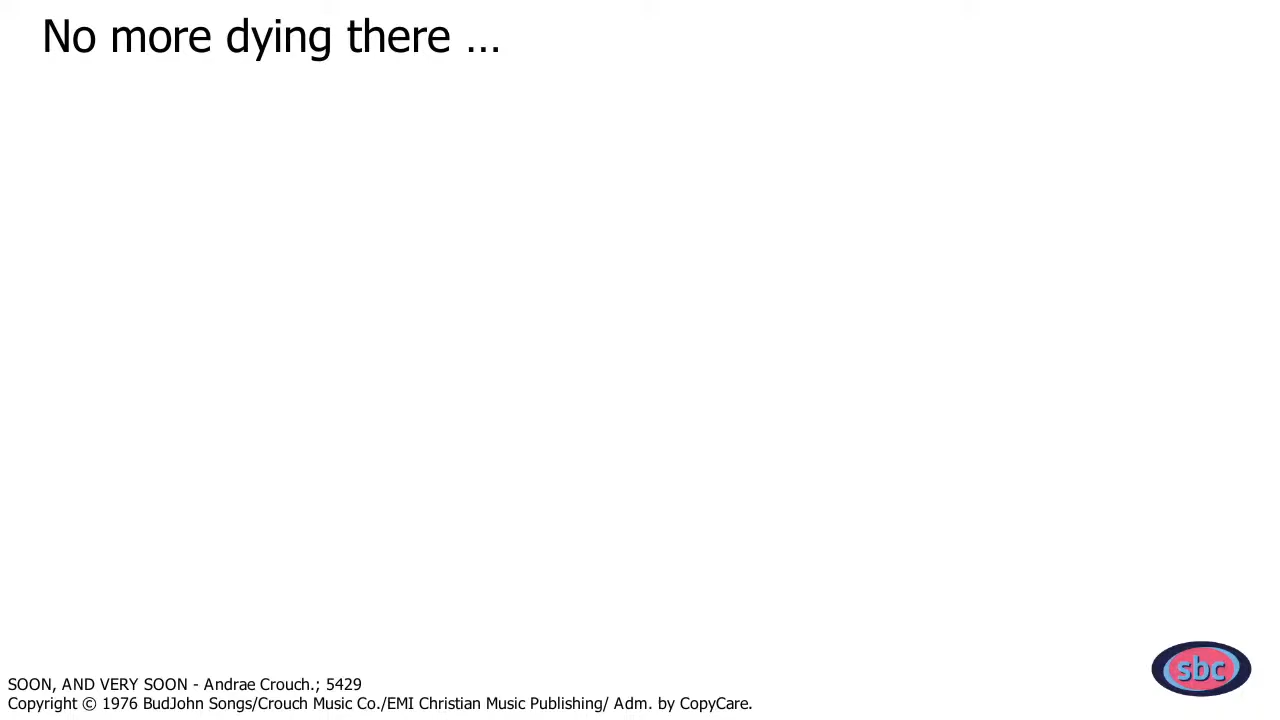 No more dying there …
sbc
SOON, AND VERY SOON - Andrae Crouch.; 5429
Copyright © 1976 BudJohn Songs/Crouch Music Co./EMI Christian Music Publishing/ Adm. by CopyCare.